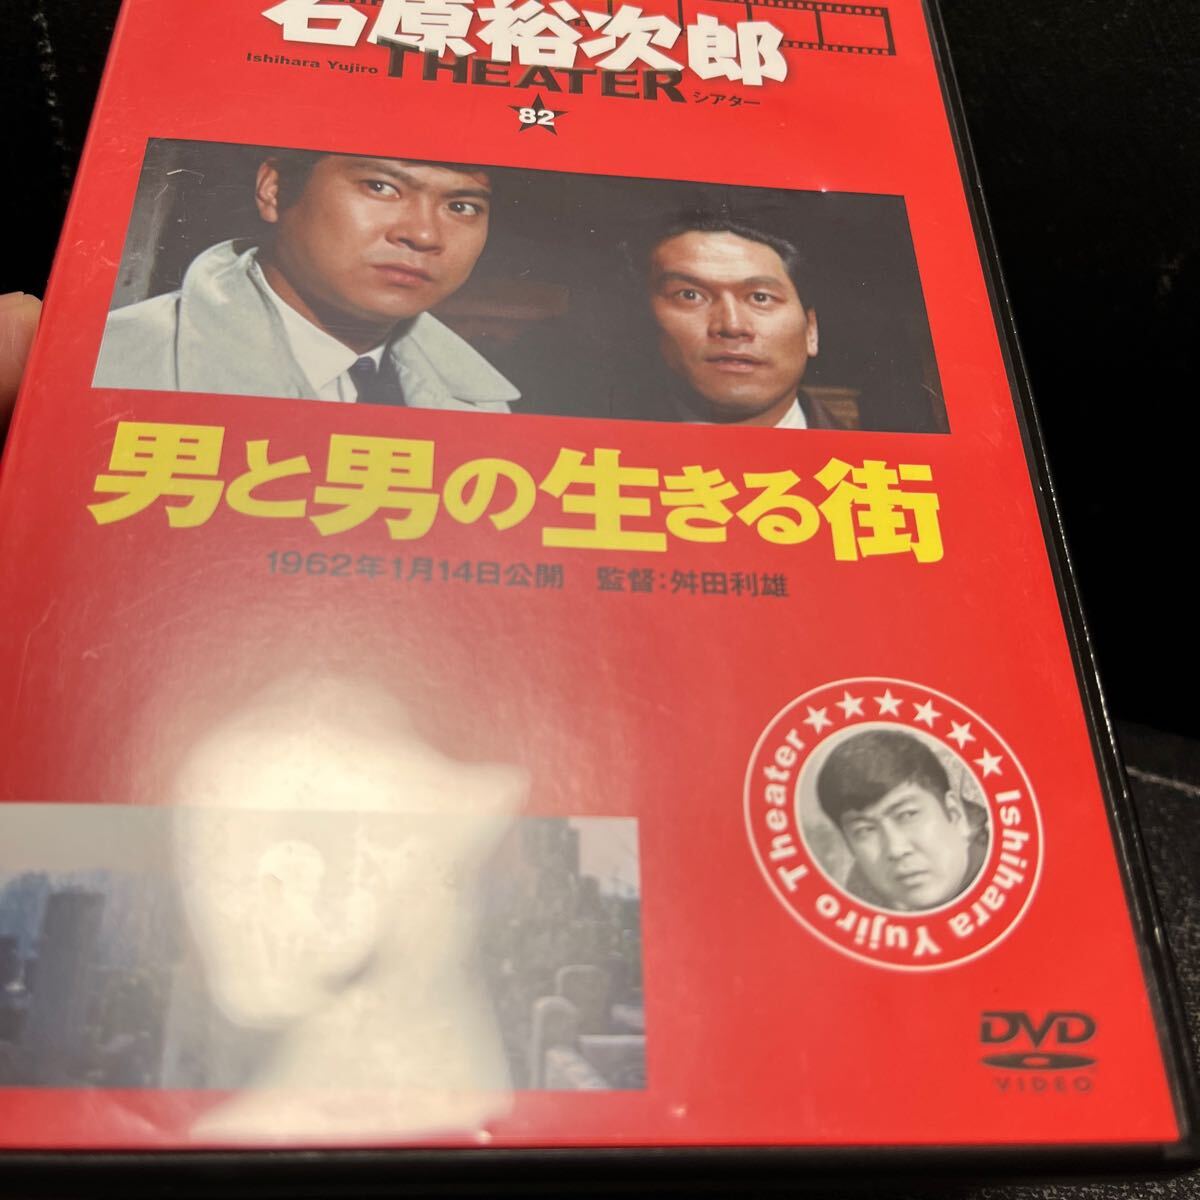 石原裕次郎
Ishihara Yujiro THEATER シアター
82
男と男の生きる街
1962年1月14日公開 監督:舛田利雄
Ishihara Yujiro Theater
DVD
VIDEO